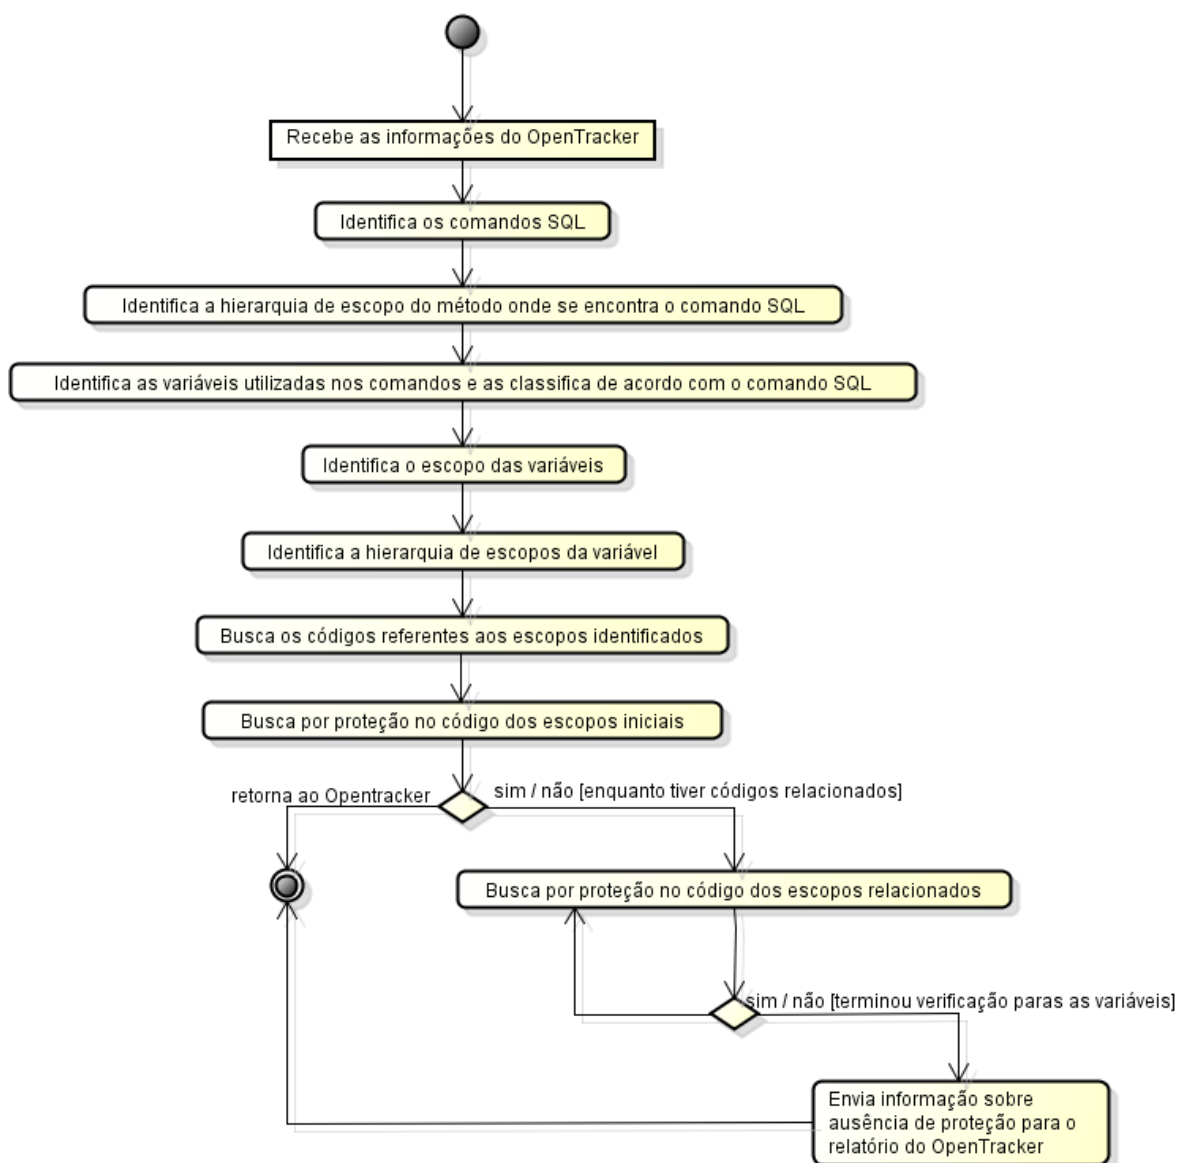 Recebe as informações do OpenTracker
Identifica os comandos SQL
Identifica a hierarquia de escopo do método onde se encontra o comando SQL
Identifica as variáveis utilizadas nos comandos e as classifica de acordo com o comando SQL
Identifica o escopo das variáveis
Identifica a hierarquia de escopos da variável
Busca os códigos referentes aos escopos identificados
Busca por proteção no código dos escopos iniciais
retorna ao Opentracker
sim / não [enquanto tiver códigos relacionados]
Busca por proteção no código dos escopos relacionados
sim / não [terminou verificação paras as variáveis]
Envia informação sobre
ausência de proteção para o
relatório do OpenTracker